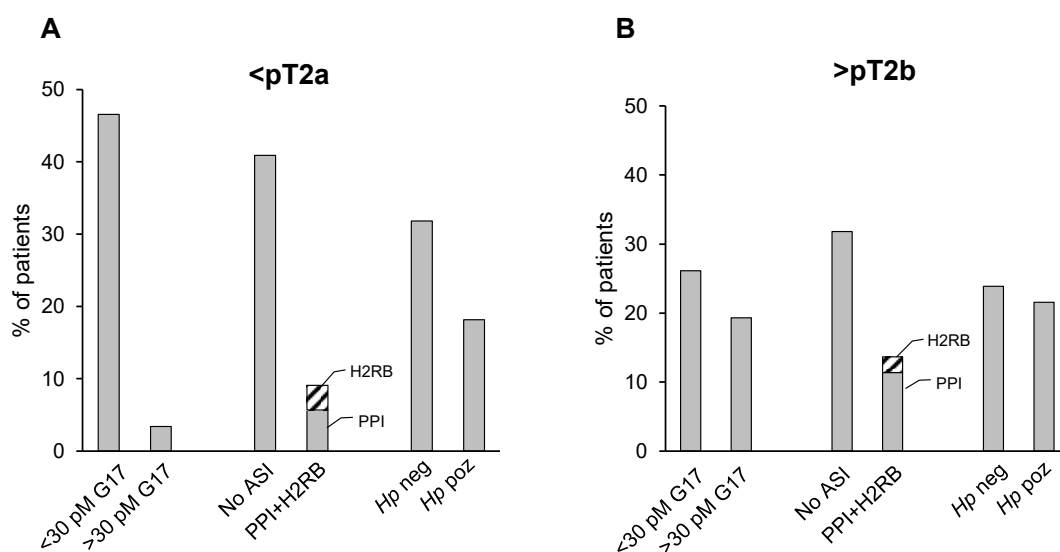 A
<pT2a
% of patients
50
40
30
20
10
0
H2RB
PPI
<30 pM G17
>30 pM G17
No ASI
PPI+H2RB
Hp neg
Hp poz
B
>pT2b
% of patients
50
40
30
20
10
0
H2RB
PPI
<30 pM G17
>30 pM G17
No ASI
PPI+H2RB
Hp neg
Hp poz